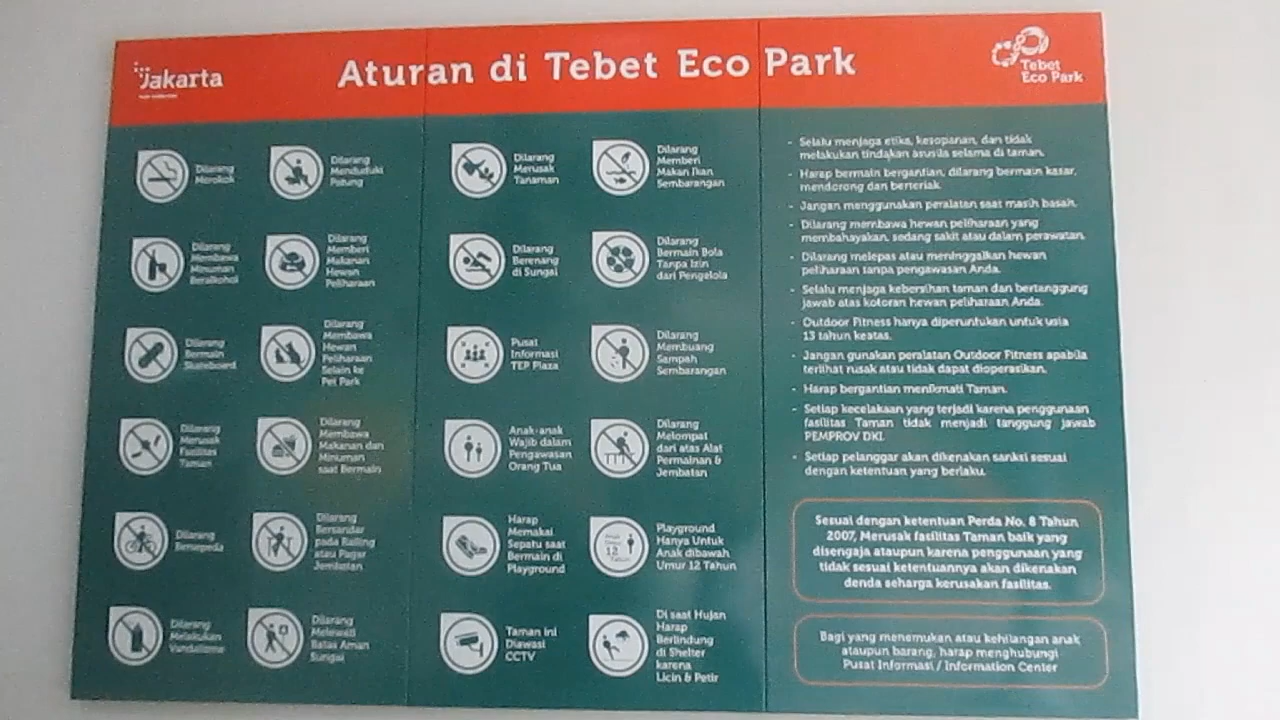 Jakarta
Aturan di Tebet Eco Park
Tebet
Eco Park
Dilarang
Merokok
Dilarang
Menduduki
Patung
Dilarang
Membawa
Minuman
Beralkohol
Dilarang
Memberi
Makanan
Hewan
Peliharaan
Dilarang
Bermain
Skateboard
Dilarang
Membawa
Hewan
Peliharaan
Selain ke
Pet Park
Dilarang
Merusak
Fasilitas
Taman
Dilarang
Membawa
Makanan dan
Minuman
saat Bermain
Dilarang
Bersepeda
Dilarang
Bersandar
pada Railing
atau Pagar
Jembatan
Dilarang
Melakukan
Vandalisme
Dilarang
Melewati
Batas Aman
Sungai
Dilarang
Merusak
Tanaman
Dilarang
Memberi
Makan Ikan
Sembarangan
Dilarang
Berenang
di Sungai
Dilarang
Bermain Bola
Tanpa Izin
dari Pengelola
Pusat
Informasi
TEP Plaza
Dilarang
Membuang
Sampah
Sembarangan
Anak-anak
Wajib dalam
Pengawasan
Orang Tua
Dilarang
Melompat
dari atas Alat
Permainan &
Jembatan
Harap
Memakai
Sepatu saat
Bermain di
Playground
12
Playground
Hanya Untuk
Anak dibawah
Umur 12 Tahun
Taman ini
Diawasi
CCTV
Di saat Hujan
Harap
Berlindung
di Shelter
karena
Licin & Petir
- Selalu menjaga etika, kesopanan, dan tidak
melakukan tindakan asusila selama di taman.
- Harap bermain bergantian, dilarang bermain kasar,
mendorong dan berteriak.
- Jangan menggunakan peralatan saat masih basah.
- Dilarang membawa hewan peliharaan yang
membahayakan, sedang sakit atau dalam perawatan.
- Dilarang melepas atau meninggalkan hewan
peliharaan tanpa pengawasan Anda.
- Selalu menjaga kebersihan taman dan bertanggung
jawab atas kotoran hewan peliharaan Anda.
- Outdoor Fitness hanya diperuntukan untuk usia
13 tahun keatas.
- Jangan gunakan peralatan Outdoor Fitness apabila
terlihat rusak atau tidak dapat dioperasikan.
- Harap bergantian menikmati Taman.
- Setiap kecelakaan yang terjadi karena penggunaan
fasilitas Taman tidak menjadi tanggung jawab
PEMPROV DKI.
- Setiap pelanggar akan dikenakan sanksi sesuai
dengan ketentuan yang berlaku.
Sesuai dengan ketentuan Perda No. 8 Tahun
2007, Merusak fasilitas Taman baik yang
disengaja ataupun karena penggunaan yang
tidak sesuai ketentuannya akan dikenakan
denda seharga kerusakan fasilitas.
Bagi yang menemukan atau kehilangan anak
ataupun barang, harap menghubungi
Pusat Informasi / Information Center